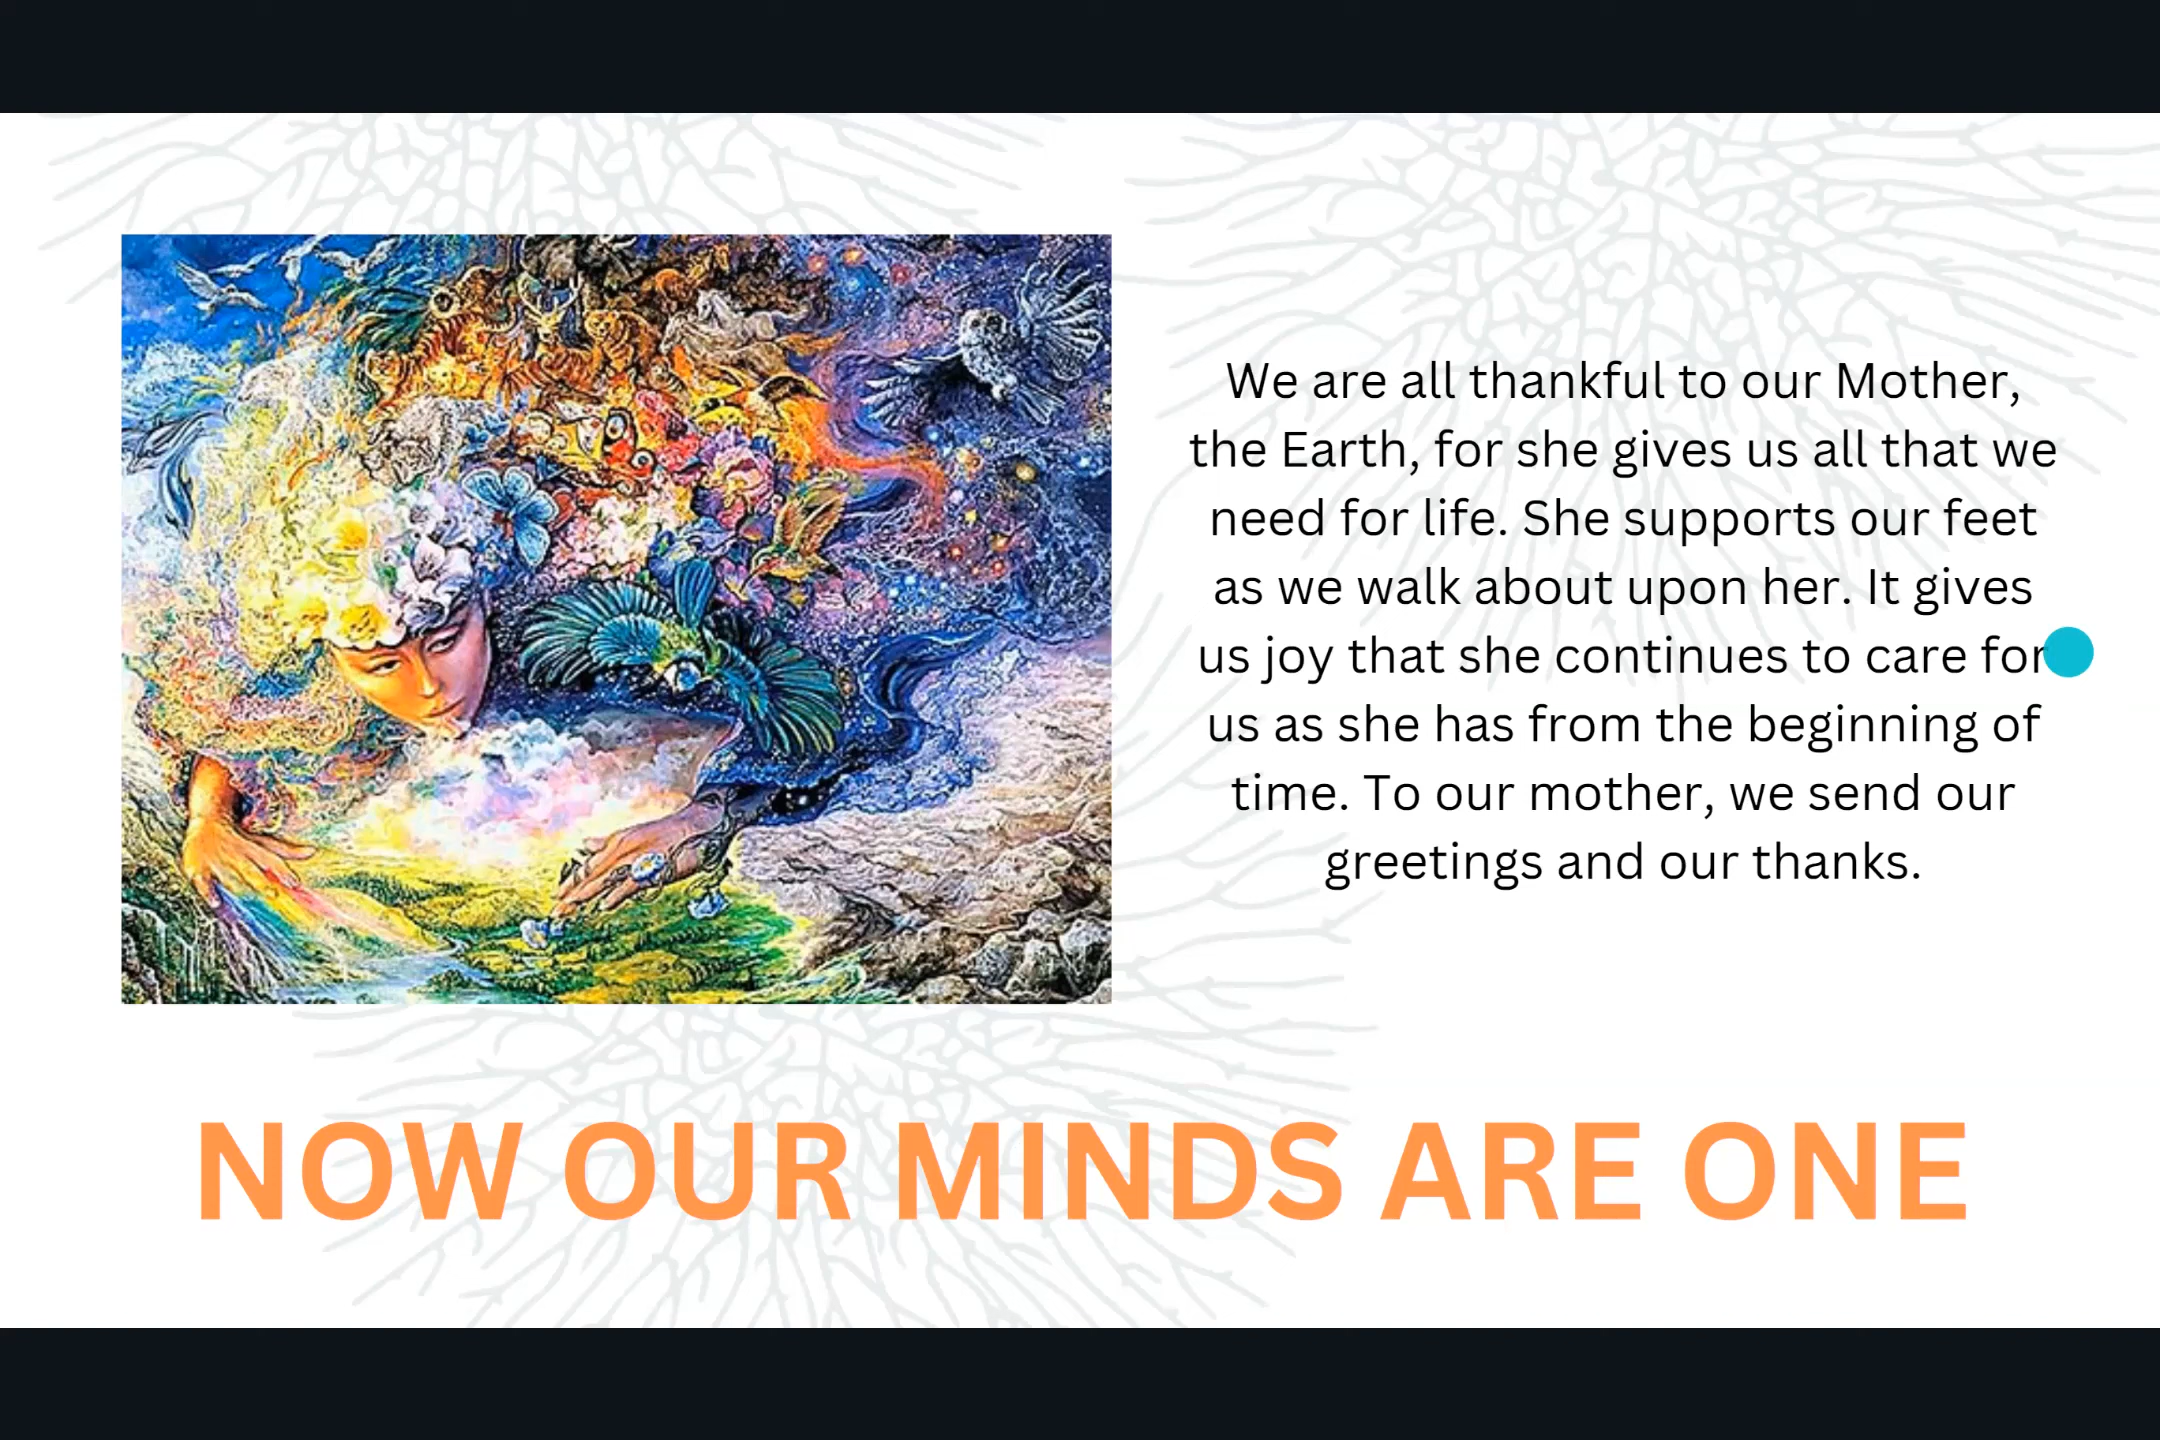 We are all thankful to our Mother,
the Earth, for she gives us all that we
need for life. She supports our feet
as we walk about upon her. It gives
us joy that she continues to care for
us as she has from the beginning of
time. To our mother, we send our
greetings and our thanks.
NOW OUR MINDS ARE ONE